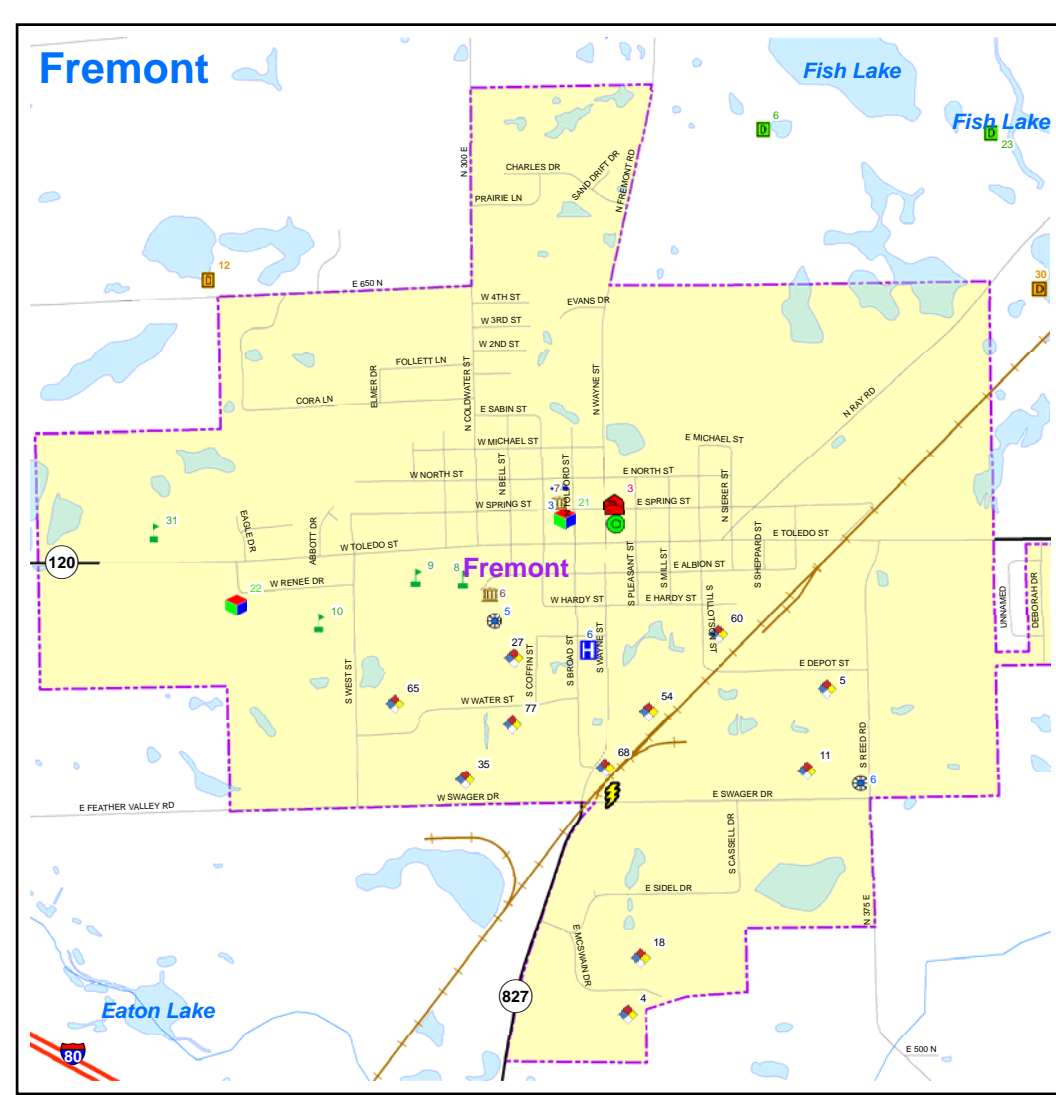 Fremont
Fish Lake
6
Fish Lake
23
N 300 E
CHARLES DR
SAND DRIFT DR
N FREMONT RD
PRAIRIE LN
12
30
E 650 N
W 4TH ST
EVANS DR
W 3RD ST
W 2ND ST
FOLLETT LN
ELMER DR
N COLDWATER ST
N WAYNE ST
CORA LN
N RAY RD
E SABIN ST
W MICHAEL ST
E MICHAEL ST
N BELL ST
TOLFORD ST
W NORTH ST
E NORTH ST
N SIERER ST
7
3
21
3
W SPRING ST
E SPRING ST
31
EAGLE DR
ABBOTT DR
W TOLEDO ST
E TOLEDO ST
S PLEASANT ST
S MILL ST
S SHEPPARD ST
120
Fremont
E ALBION ST
9
8
W RENEE DR
22
6
W HARDY ST
E HARDY ST
S TILLOTSON ST
UNNAMED
DEBORAH DR
10
5
6
H
60
27
S COFFIN ST
S BROAD ST
S WAYNE ST
E DEPOT ST
S WEST ST
65
W WATER ST
77
54
5
S REED RD
35
68
11
6
E FEATHER VALLEY RD
W SWAGER DR
E SWAGER DR
S CASSELL DR
E SIDEL DR
N 375 E
E MCSWAIN DR
18
827
4
Eaton Lake
80
E 500 N
D
D
D
D